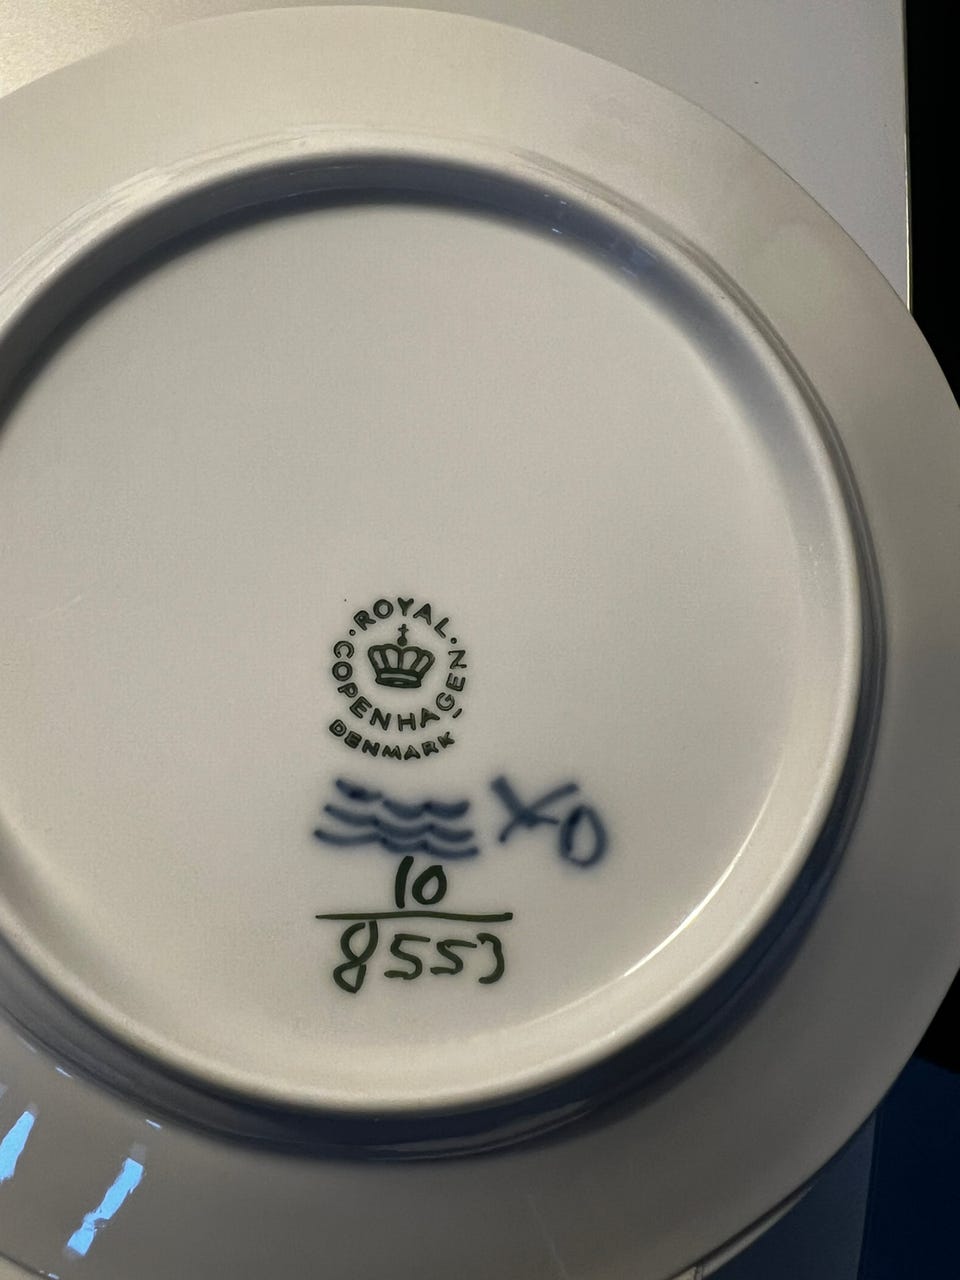 ROYAL
COPENHAGEN
DENMARK
XO
10
8553